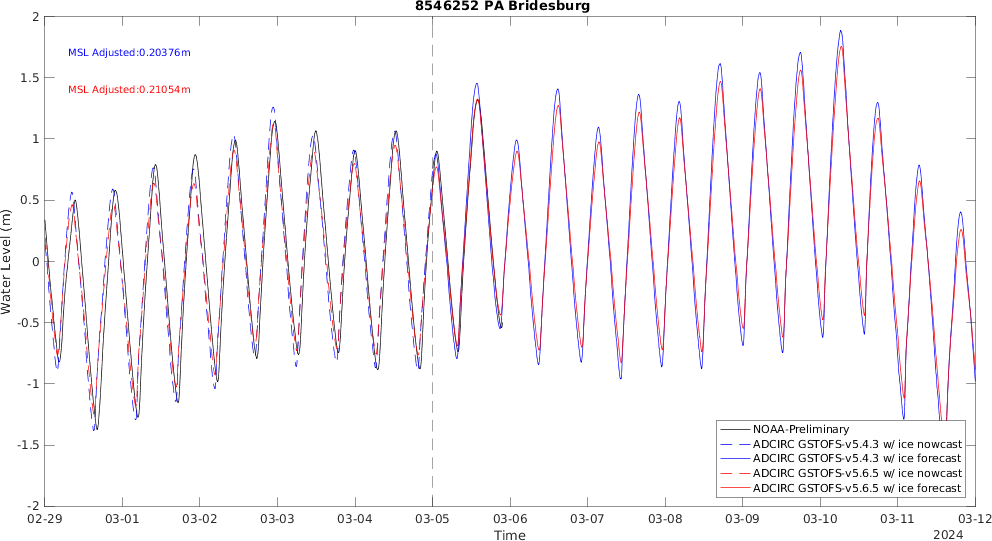 8546252 PA Bridesburg
MSL Adjusted:0.20376m
MSL Adjusted:0.21054m
Water Level (m)
2
1.5
1
0.5
0
-0.5
-1
-1.5
-2
NOAA-Preliminary
ADCIRC GSTOFS-v5.4.3 w/ ice nowcast
ADCIRC GSTOFS-v5.4.3 w/ ice forecast
ADCIRC GSTOFS-v5.6.5 w/ ice nowcast
ADCIRC GSTOFS-v5.6.5 w/ ice forecast
02-29 03-01 03-02 03-03 03-04 03-05 03-06 03-07 03-08 03-09 03-10 03-11 03-12
Time
2024